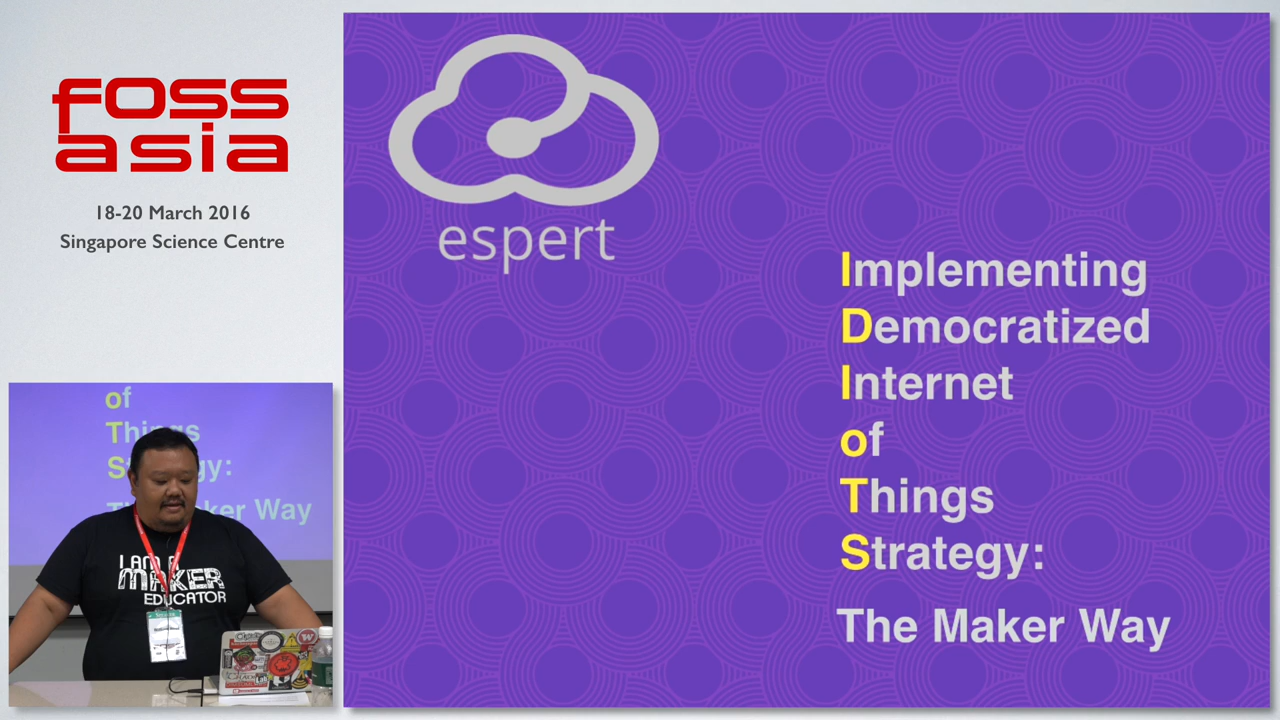 foss
asia
18-20 March 2016
Singapore Science Centre
espert
Implementing
Democratized
Internet
of
Things
Strategy:
The Maker Way
of
Things
The Maker Way
I AM A
MAKER
EDUCATOR